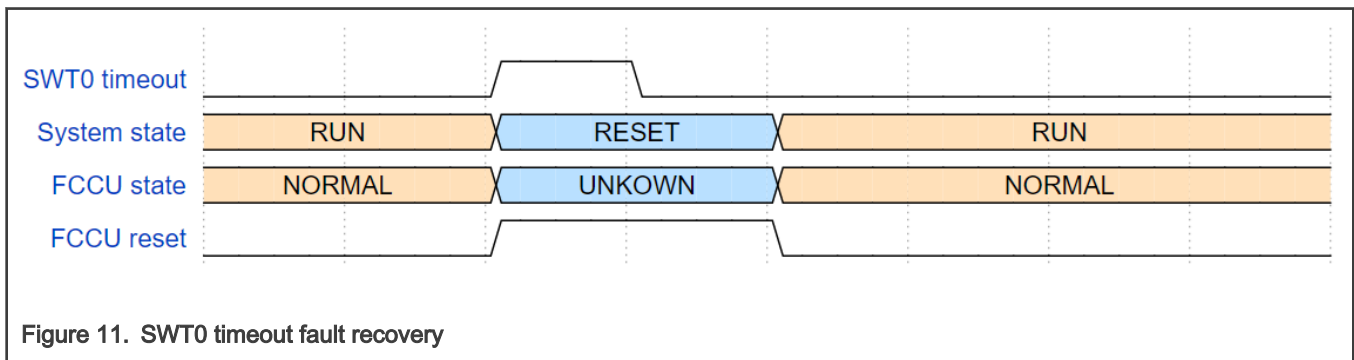 SWT0 timeout
System state RUN RESET RUN
FCCU state NORMAL UNKOWN NORMAL
FCCU reset
Figure 11. SWT0 timeout fault recovery